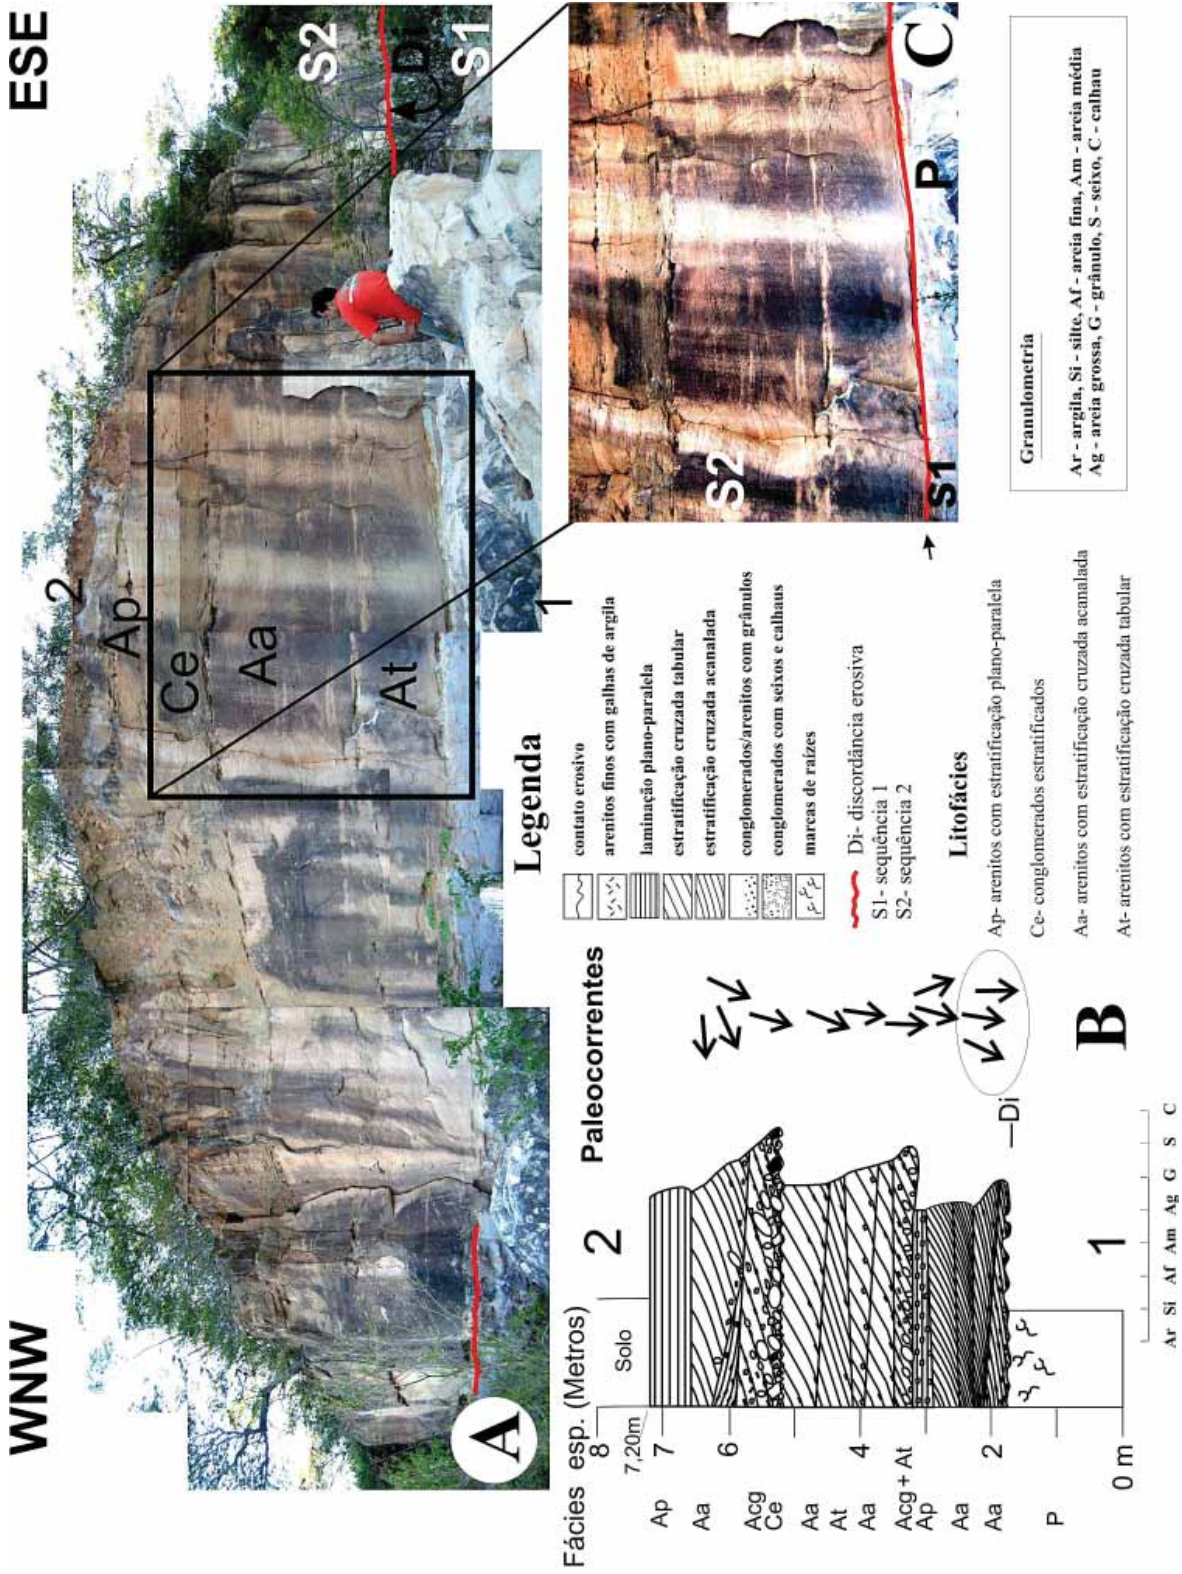 WNW
ESE
2
Ap
Ce
Aa
At
1
S2
Di
S1
A
Fácies esp. (Metros)
8
7,20m
7
6
4
2
0 m
Ap
Aa
Acg
Ce
Aa
At
Aa
Acg + At
Ap
Aa
Aa
P
Solo
2
1
Di
Ar Si Af Am Ag G S C
Paleocorrentes
B
Legenda
contato erosivo
arenitos finos com galhas de argila
laminação plano-paralela
estratificação cruzada tabular
estratificação cruzada acanalada
conglomerados/arenitos com grânulos
conglomerados com seixos e calhaus
marcas de raízes
Di- discordância erosiva
S1- sequência 1
S2- sequência 2
Litofácies
Ap- arenitos com estratificação plano-paralela
Ce- conglomerados estratificados
Aa- arenitos com estratificação cruzada acanalada
At- arenitos com estratificação cruzada tabular
S2
S1
P
C
Granulometria
Ar - argila, Si - silte, Af - areia fina, Am - areia média
Ag - areia grossa, G - grânulo, S - seixo, C - calhau